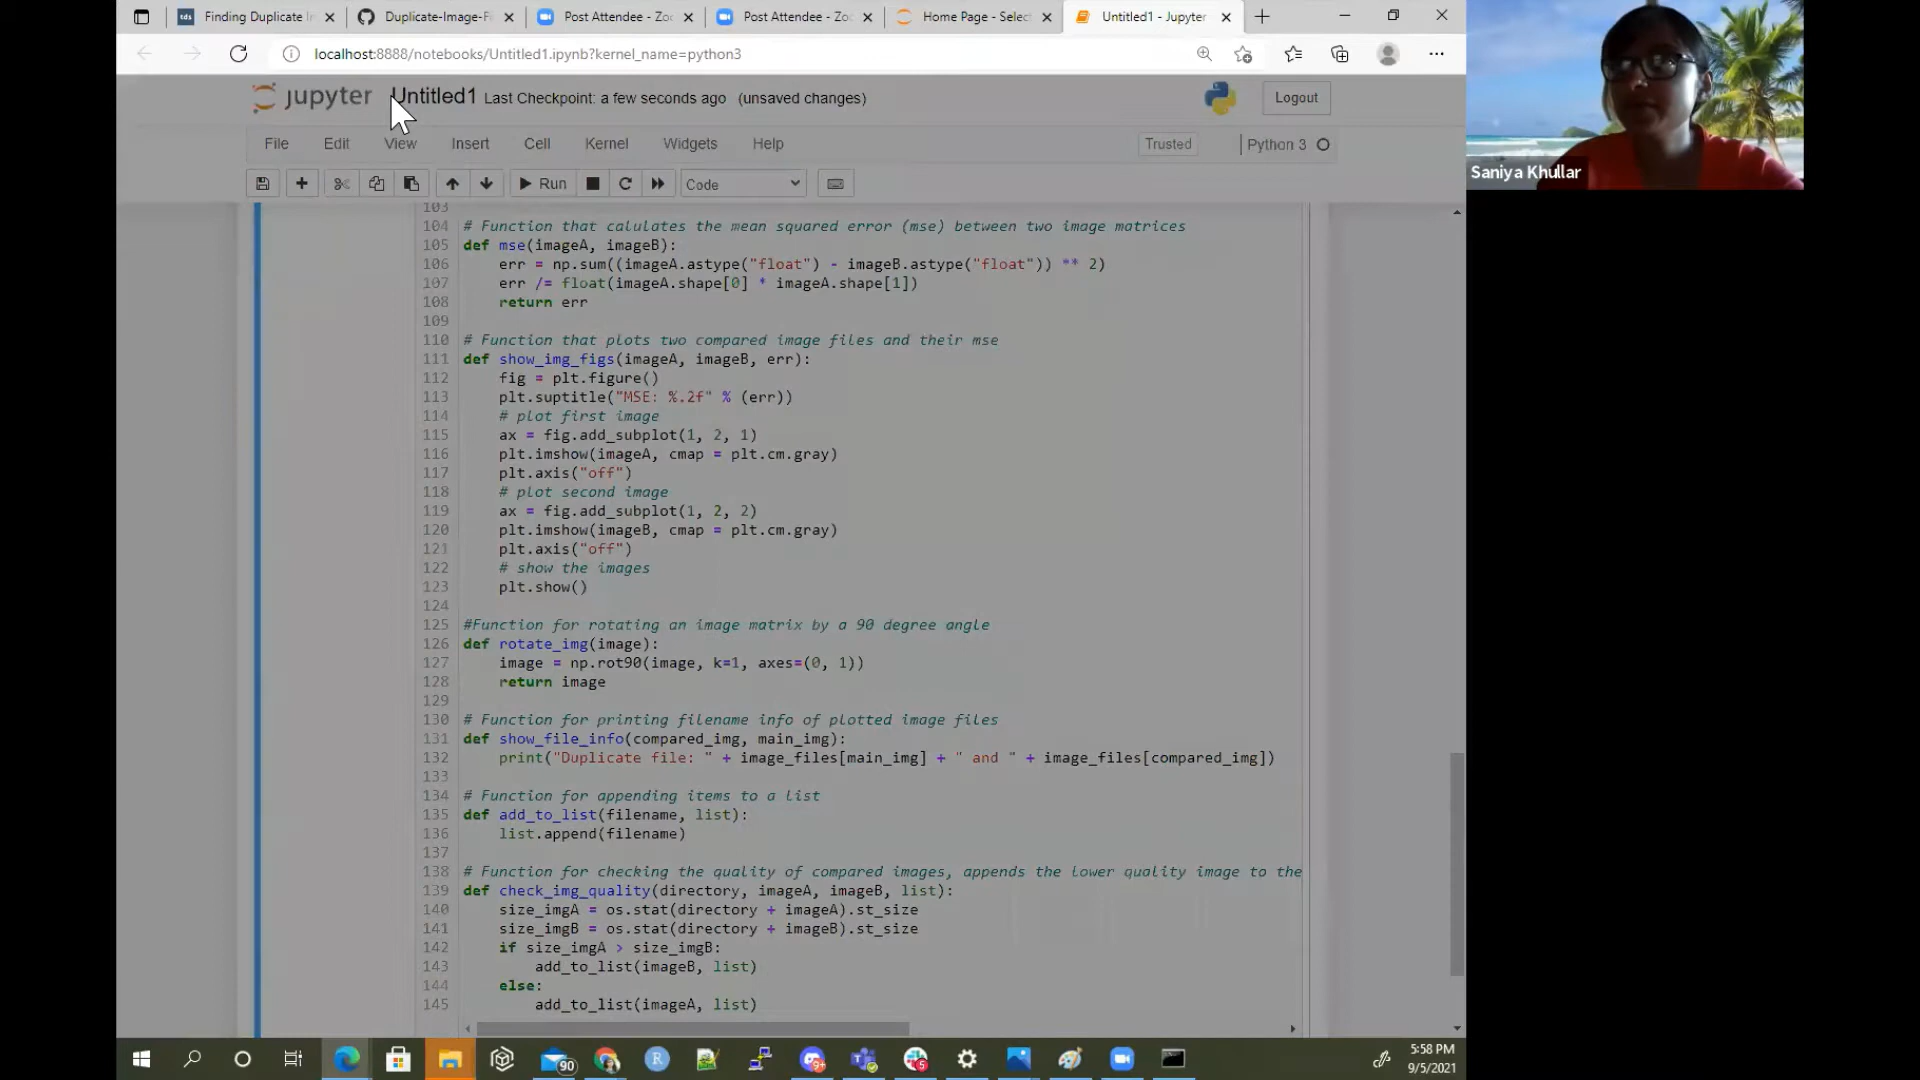 Finding Duplicate I
Duplicate-Image-Fi
Post Attendee - Zoo
Post Attendee - Zoo
Home Page - Select
Untitled1 - Jupyter
localhost:8888/notebooks/Untitled1.ipynb?kernel_name=python3
jupyter Untitled1 Last Checkpoint: a few seconds ago (unsaved changes)
Logout
File Edit View Insert Cell Kernel Widgets Help
Trusted
Python 3
Run
Code
Saniya Khullar
103
104 # Function that calulates the mean squared error (mse) between two image matrices
105 def mse(imageA, imageB):
106 err = np.sum((imageA.astype("float") - imageB.astype("float")) ** 2)
107 err /= float(imageA.shape[0] * imageA.shape[1])
108 return err
109
110 # Function that plots two compared image files and their mse
111 def show_img_figs(imageA, imageB, err):
112 fig = plt.figure()
113 plt.suptitle("MSE: %.2f" % (err))
114 # plot first image
115 ax = fig.add_subplot(1, 2, 1)
116 plt.imshow(imageA, cmap = plt.cm.gray)
117 plt.axis("off")
118 # plot second image
119 ax = fig.add_subplot(1, 2, 2)
120 plt.imshow(imageB, cmap = plt.cm.gray)
121 plt.axis("off")
122 # show the images
123 plt.show()
124
125 #Function for rotating an image matrix by a 90 degree angle
126 def rotate_img(image):
127 image = np.rot90(image, k=1, axes=(0, 1))
128 return image
129
130 # Function for printing filename info of plotted image files
131 def show_file_info(compared_img, main_img):
132 print("Duplicate file: " + image_files[main_img] + " and " + image_files[compared_img])
133
134 # Function for appending items to a list
135 def add_to_list(filename, list):
136 list.append(filename)
137
138 # Function for checking the quality of compared images, appends the lower quality image to the
139 def check_img_quality(directory, imageA, imageB, list):
140 size_imgA = os.stat(directory + imageA).st_size
141 size_imgB = os.stat(directory + imageB).st_size
142 if size_imgA > size_imgB:
143 add_to_list(imageB, list)
144 else:
145 add_to_list(imageA, list)
90
5:58 PM
9/5/2021